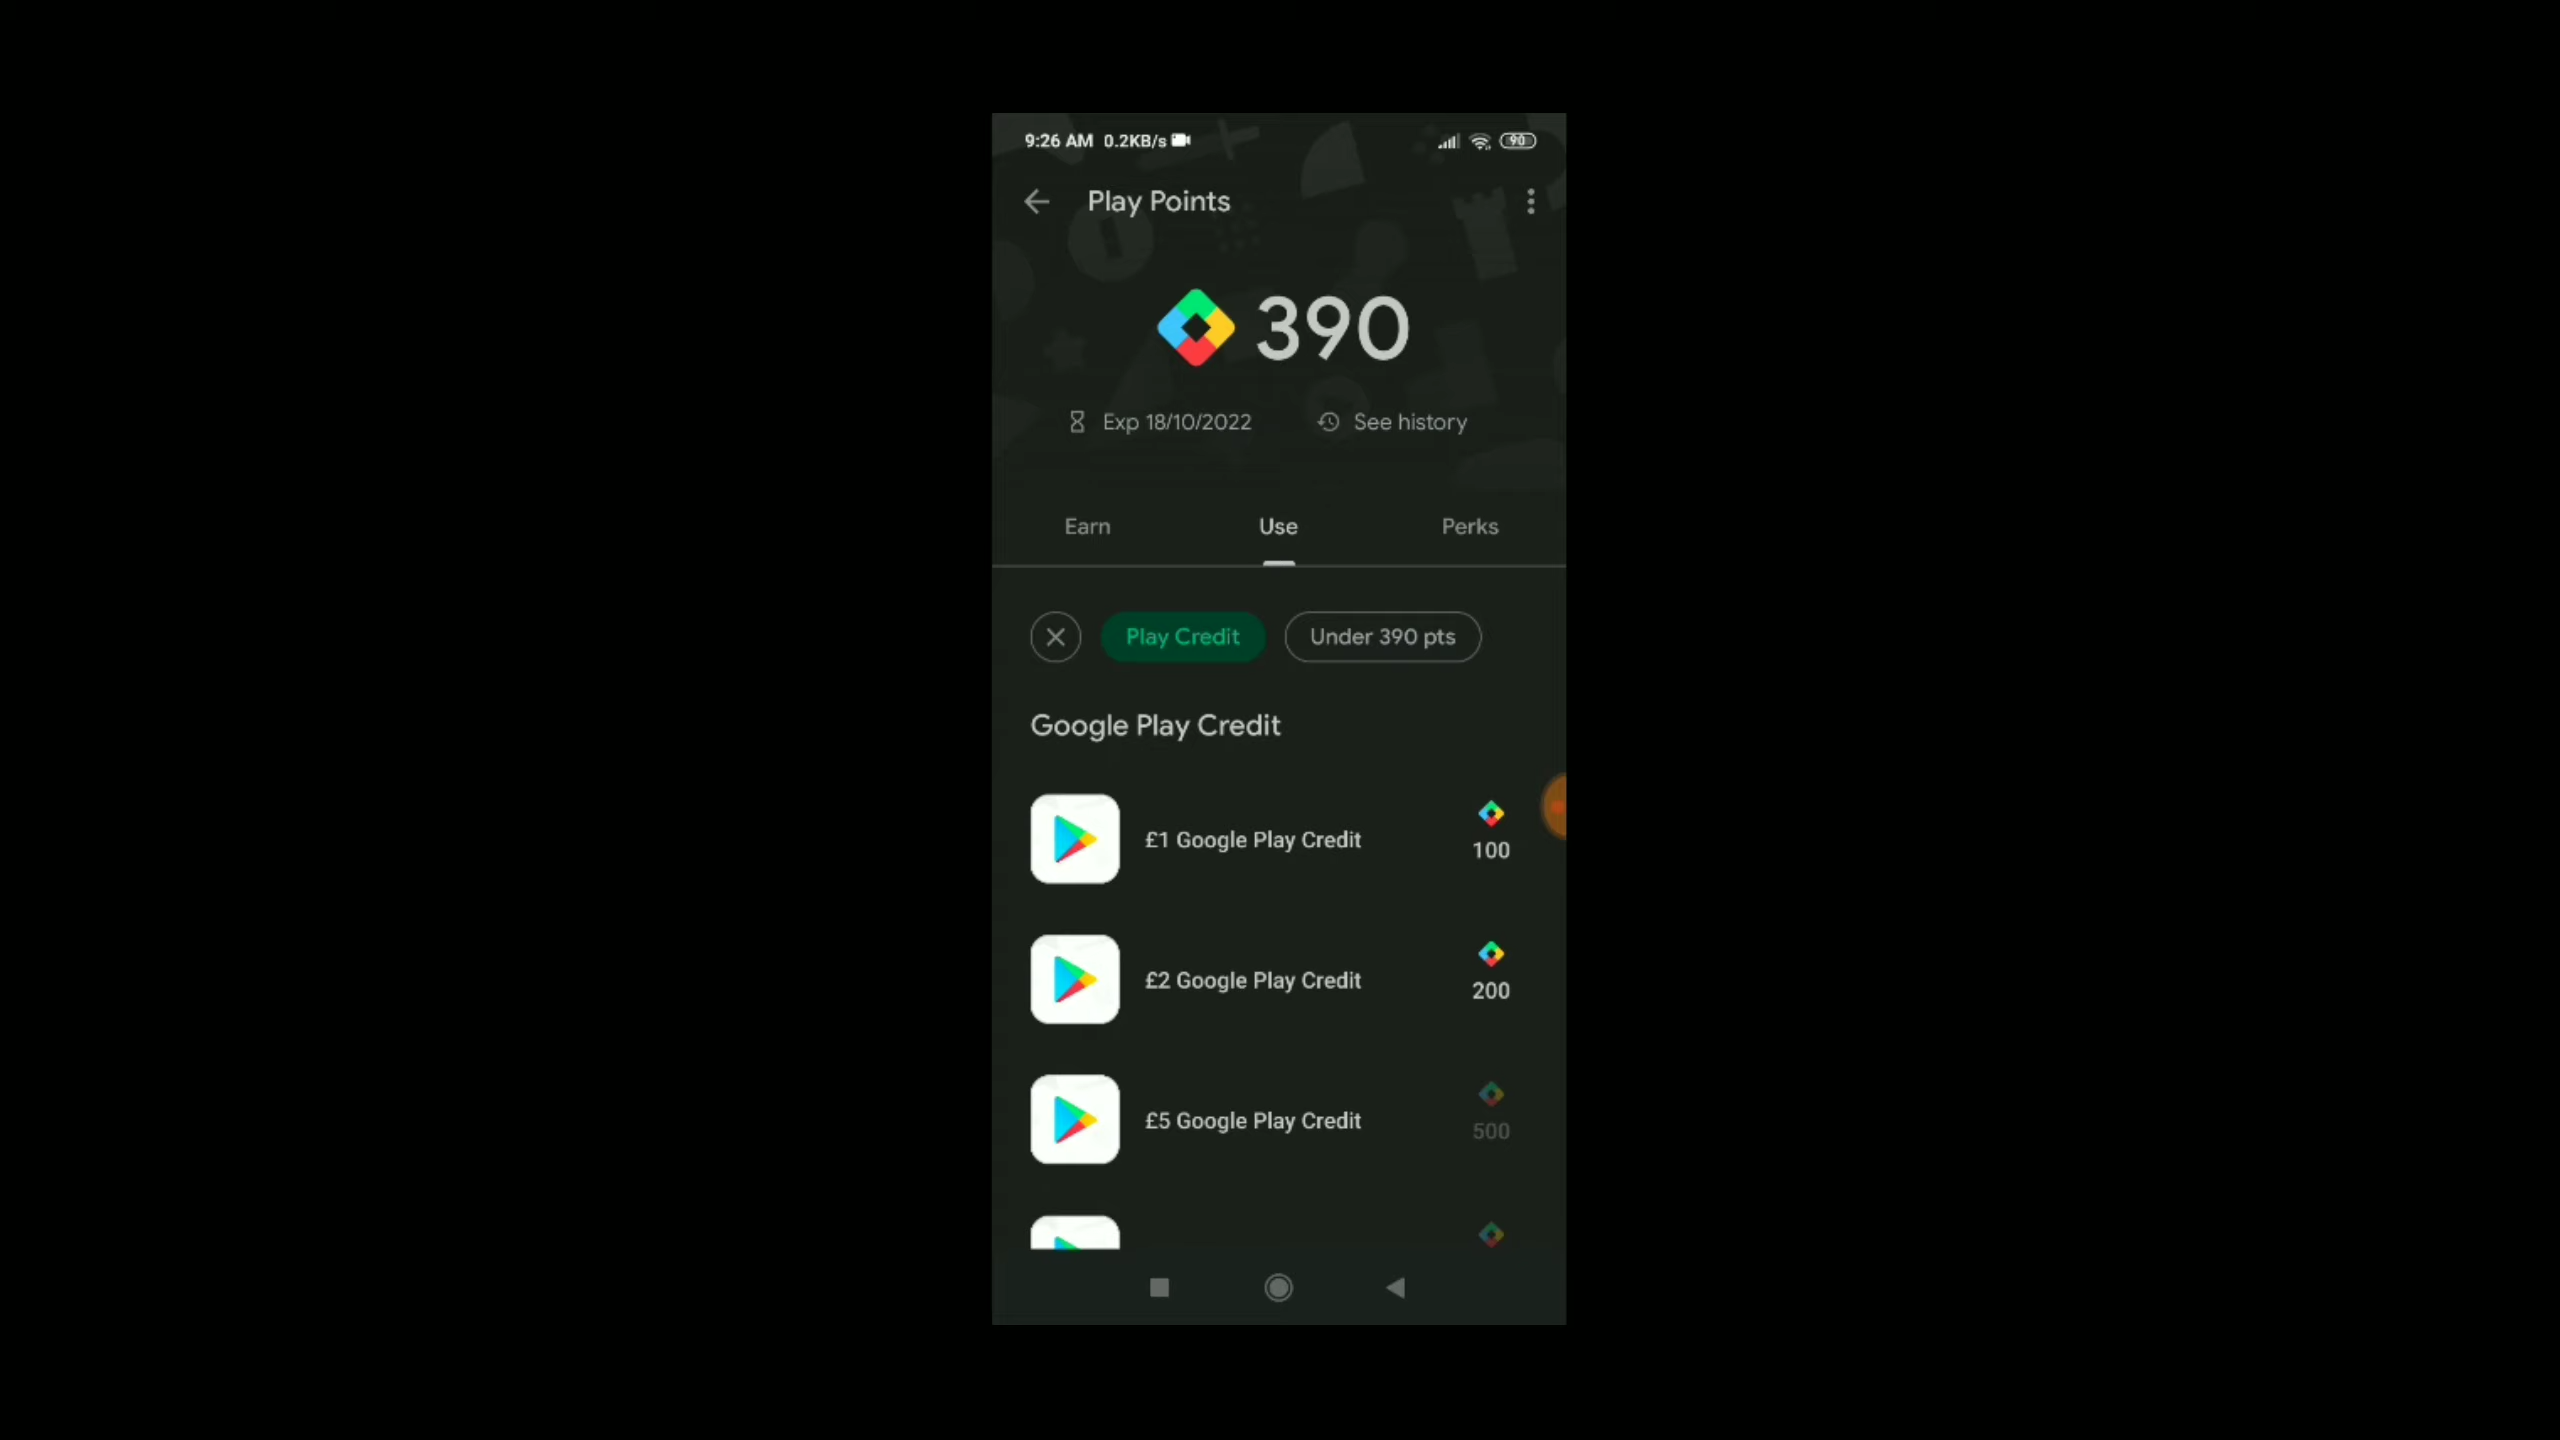 9:26 AM 0.2KB/s 90
Play Points
390
Exp 18/10/2022 See history
Earn Use Perks
Play Credit Under 390 pts
Google Play Credit
£1 Google Play Credit 100
£2 Google Play Credit 200
£5 Google Play Credit 500